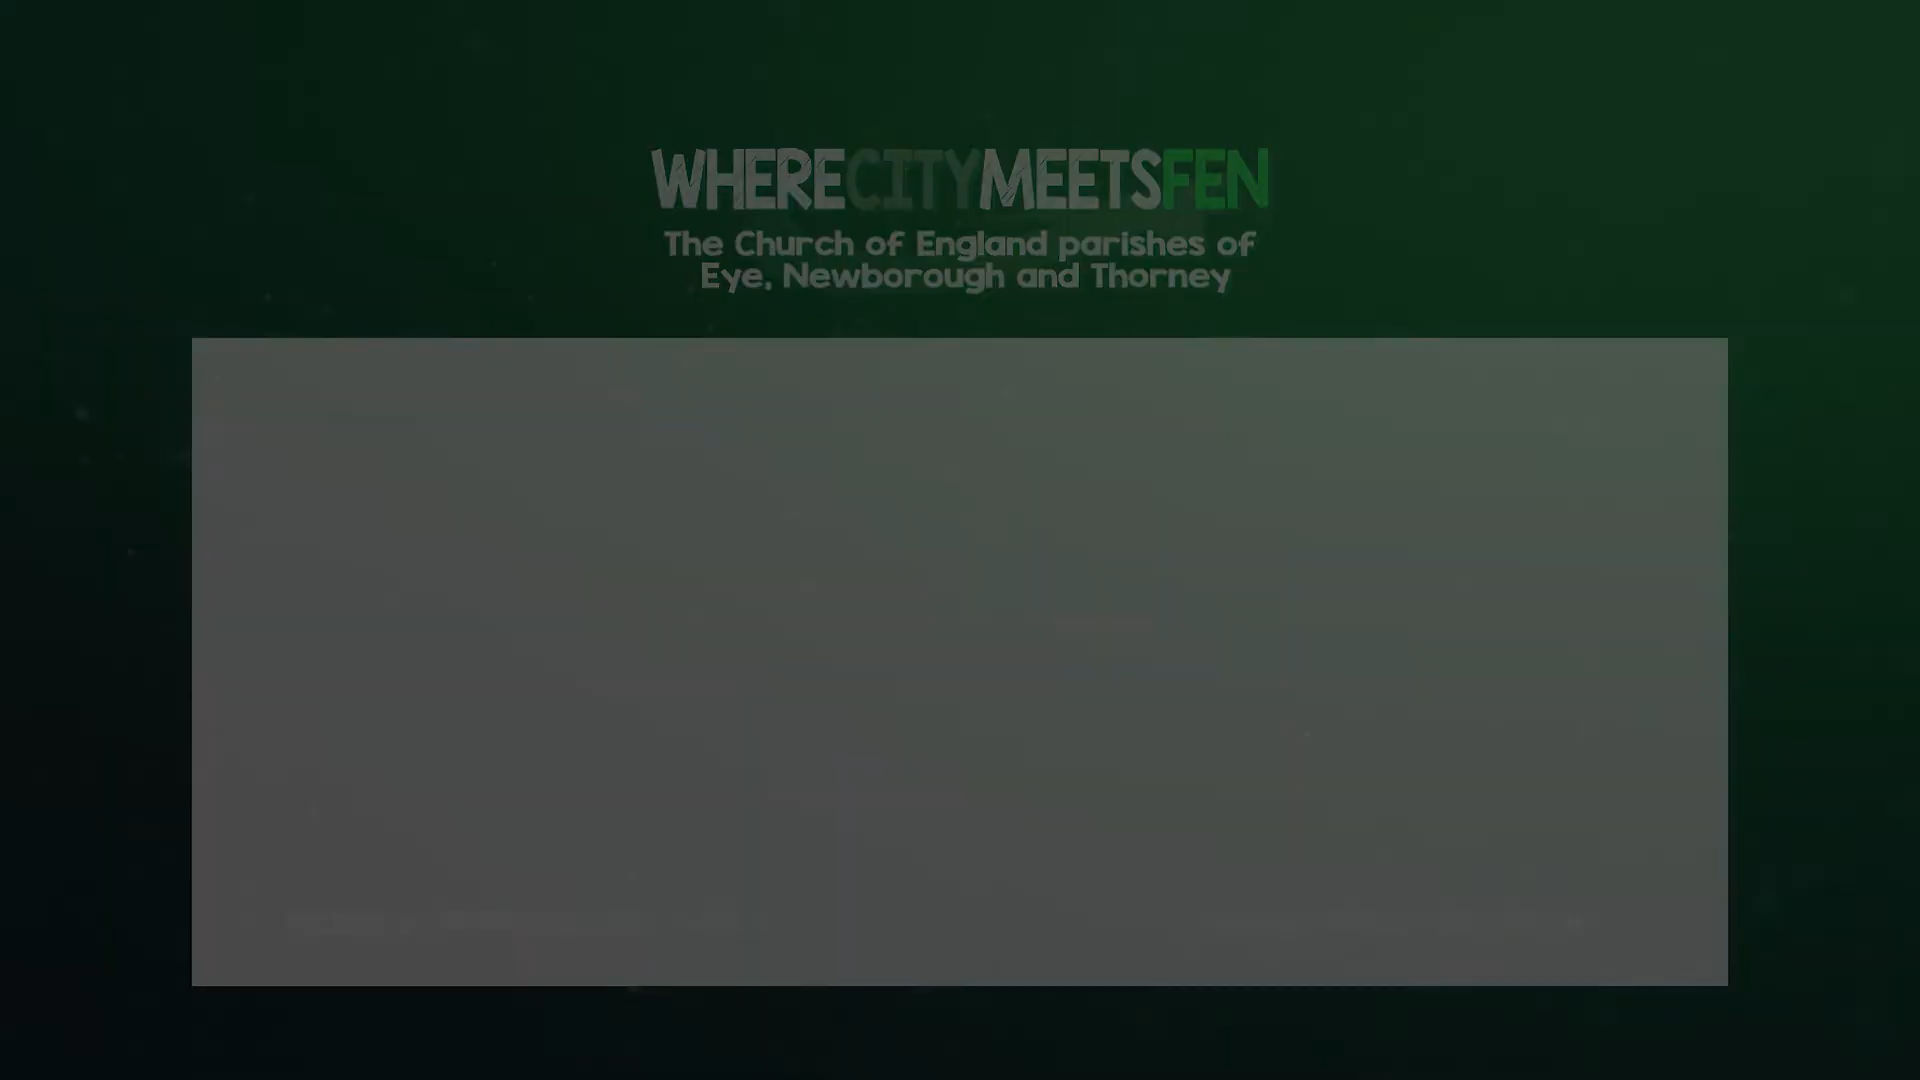 WHERECITYMEETSFEN
The Church of England parishes of
Eye, Newborough and Thorney